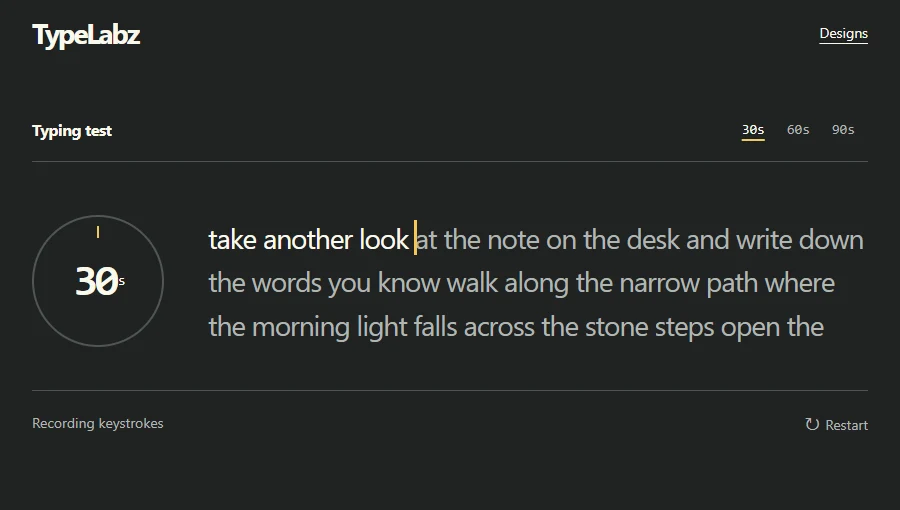 TypeLabz
Designs
Typing test
30s 60s 90s
30s
take another look at the note on the desk and write down
the words you know walk along the narrow path where
the morning light falls across the stone steps open the
Recording keystrokes
↻ Restart